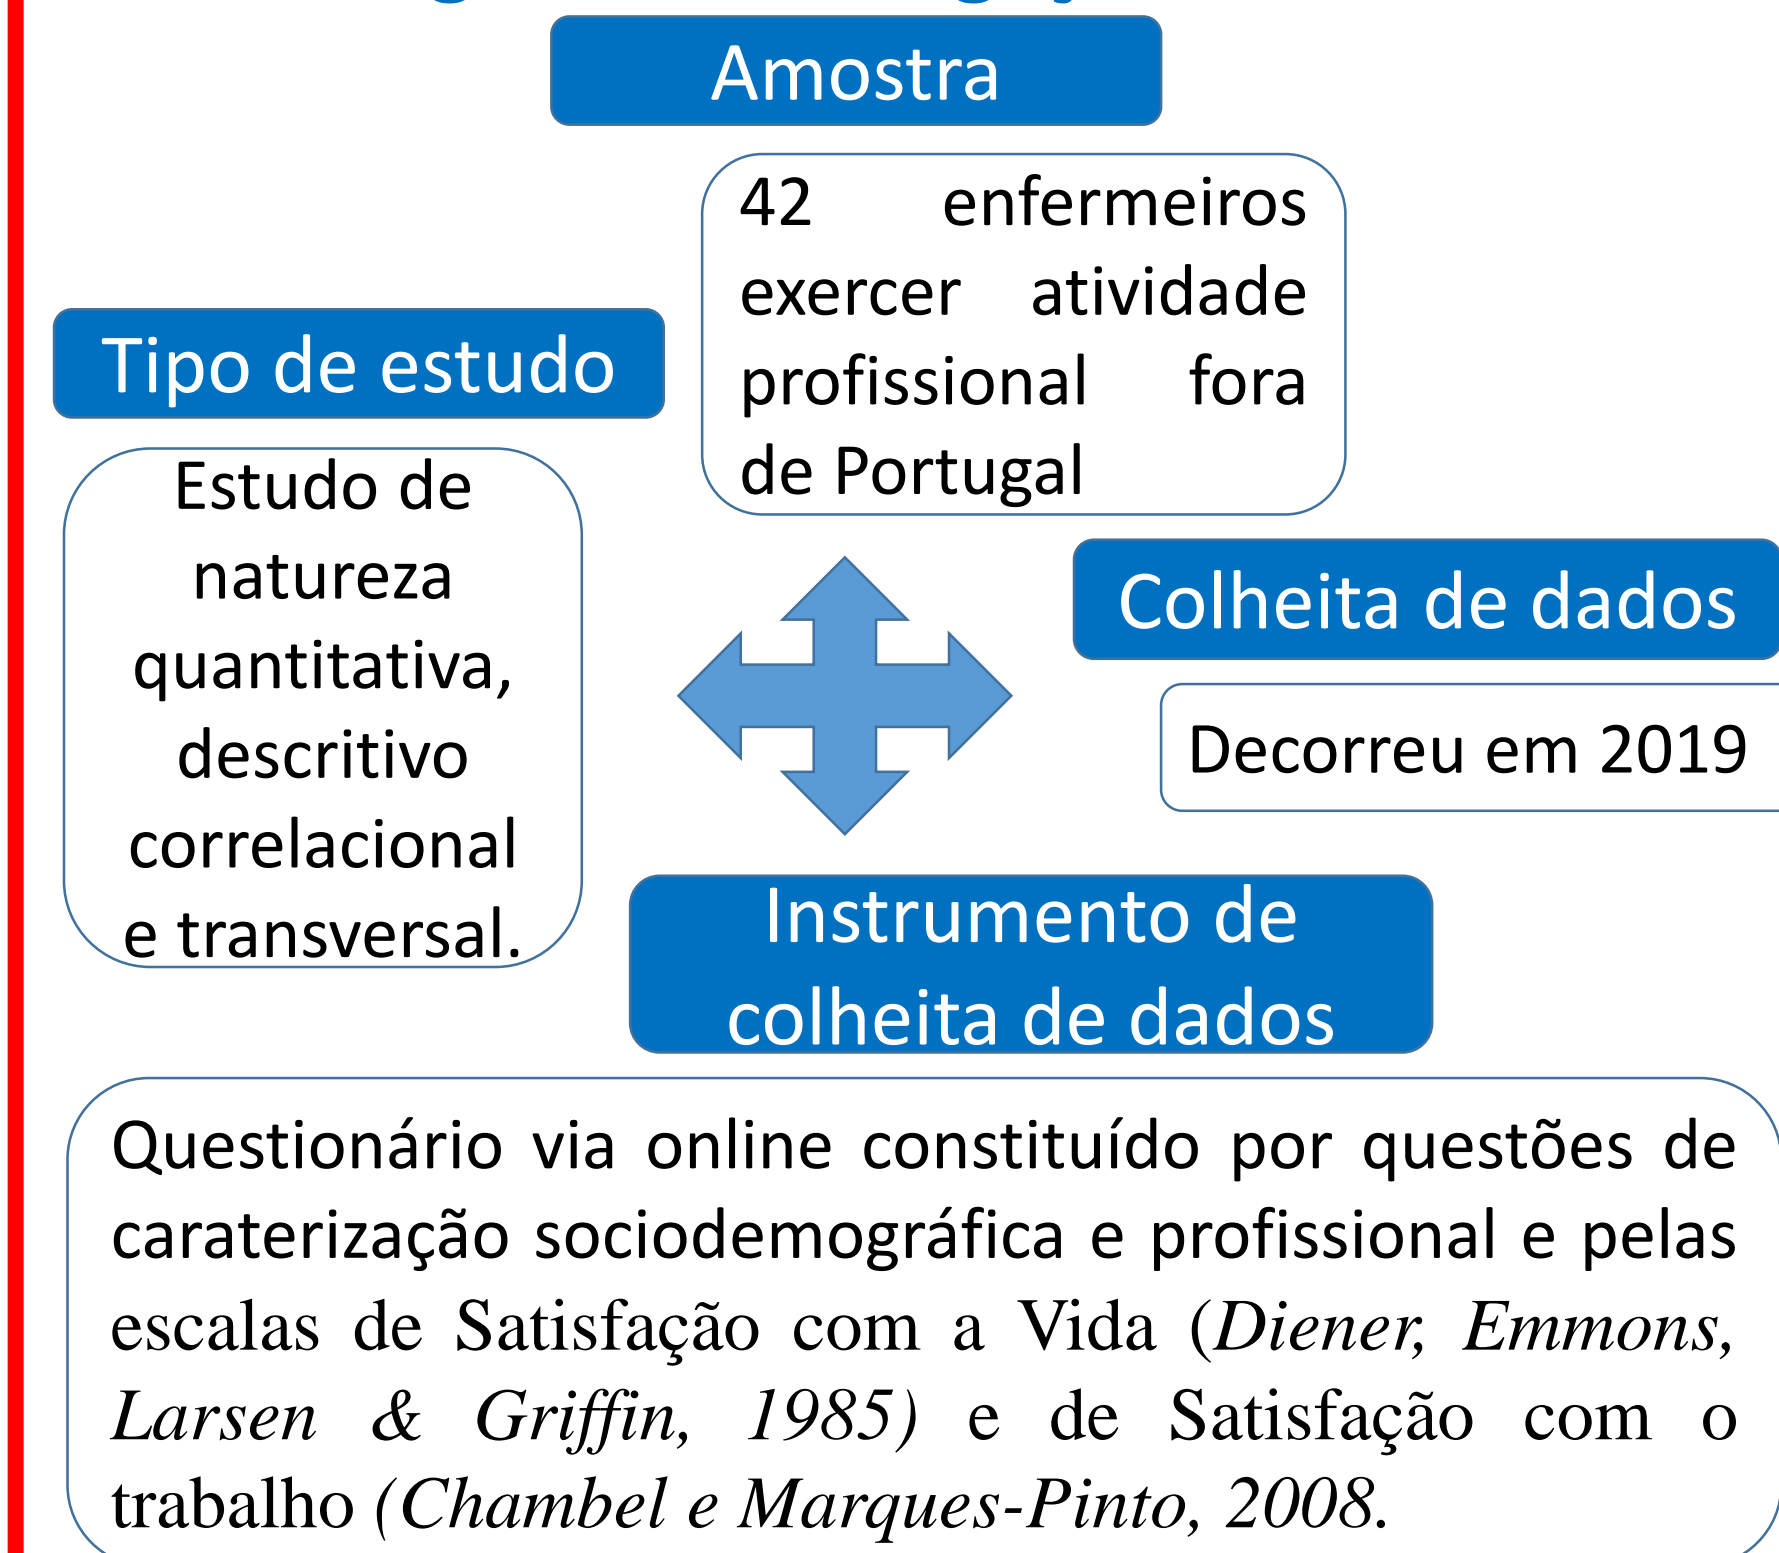 Amostra
42 enfermeiros
exercer atividade
profissional fora
de Portugal
Tipo de estudo
Estudo de
natureza
quantitativa,
descritivo
correlacional
e transversal.
Colheita de dados
Decorreu em 2019
Instrumento de
colheita de dados
Questionário via online constituído por questões de
caraterização sociodemográfica e profissional e pelas
escalas de Satisfação com a Vida (Diener, Emmons,
Larsen & Griffin, 1985) e de Satisfação com o
trabalho (Chambel e Marques-Pinto, 2008.